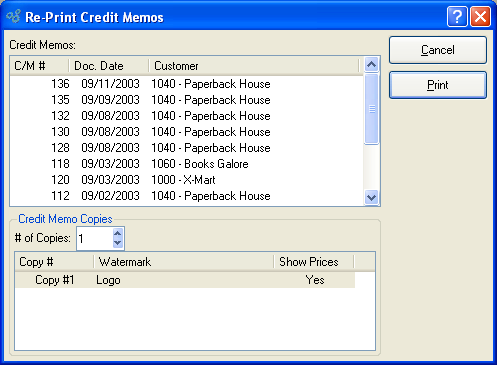 Re-Print Credit Memos
Credit Memos:
Cancel
Print
C/M # Doc. Date Customer
136 09/11/2003 1040 - Paperback House
135 09/09/2003 1040 - Paperback House
132 09/08/2003 1040 - Paperback House
130 09/08/2003 1040 - Paperback House
128 09/08/2003 1040 - Paperback House
118 09/03/2003 1060 - Books Galore
120 09/03/2003 1000 - X-Mart
112 09/02/2003 1040 - Paperback House
Credit Memo Copies
# of Copies: 1
Copy # Watermark Show Prices
Copy #1 Logo Yes